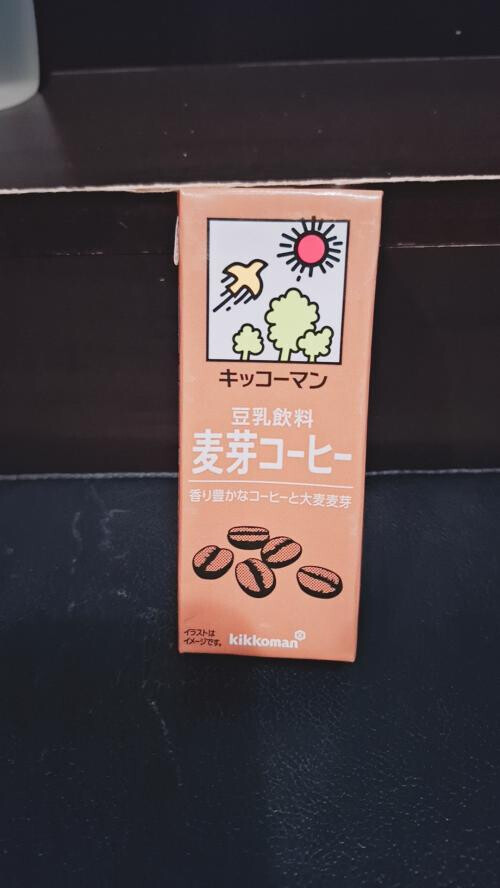 キッコーマン
豆乳飲料
麦芽コーヒー
香り豊かなコーヒーと大麦麦芽
イラストは
イメージです。
kikkoman